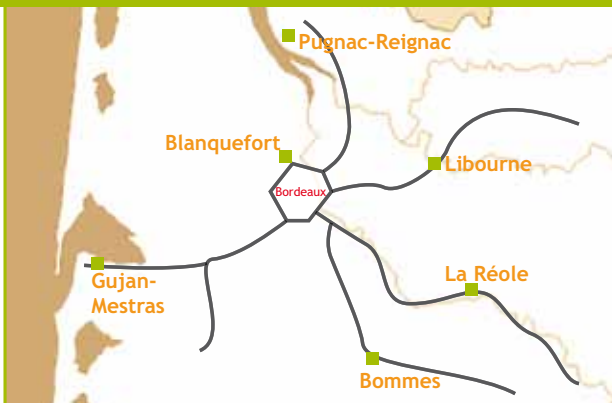 Pugnac-Reignac
Blanquefort
Libourne
Bordeaux
La Réole
Gujan-
Mestras
Bommes